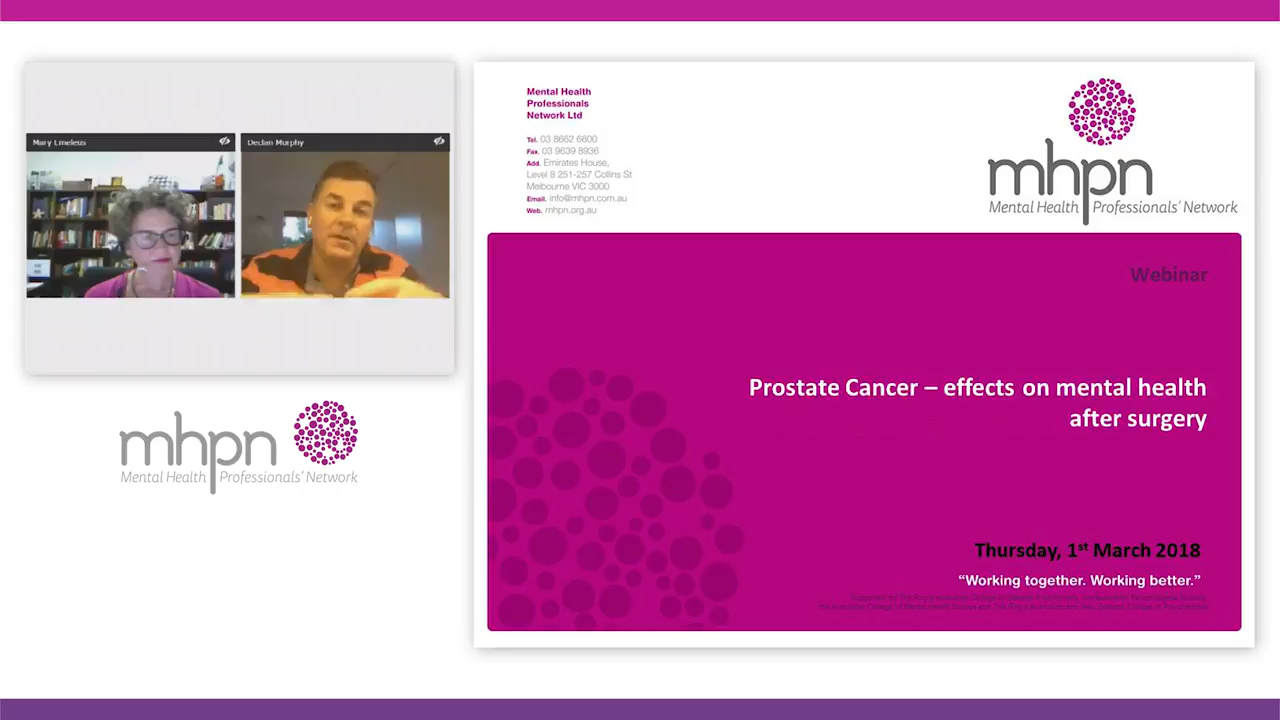 Mary Emeleus
Declan Murphy
mhpn
Mental Health Professionals' Network
Mental Health
Professionals
Network Ltd
Tel. 03 8662 6600
Fax. 03 9639 8936
Add. Emirates House,
Level 8 251-257 Collins St
Melbourne VIC 3000
Email. info@mhpn.com.au
Web. mhpn.org.au
mhpn
Mental Health Professionals' Network
Webinar
Prostate Cancer – effects on mental health
after surgery
Thursday, 1st March 2018
“Working together. Working better.”